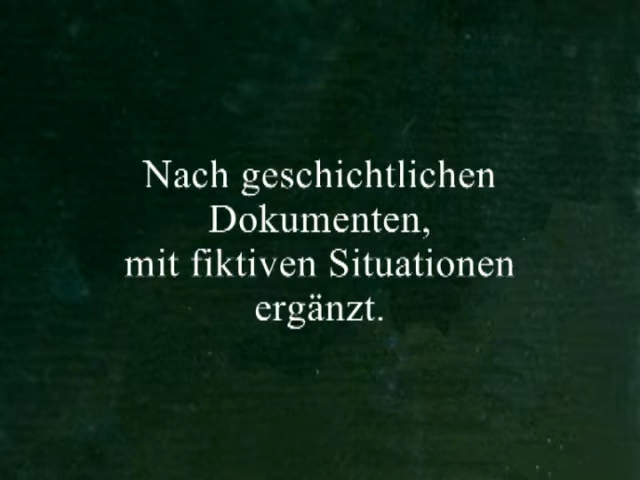 Nach geschichtlichen
Dokumenten,
mit fiktiven Situationen
ergänzt.